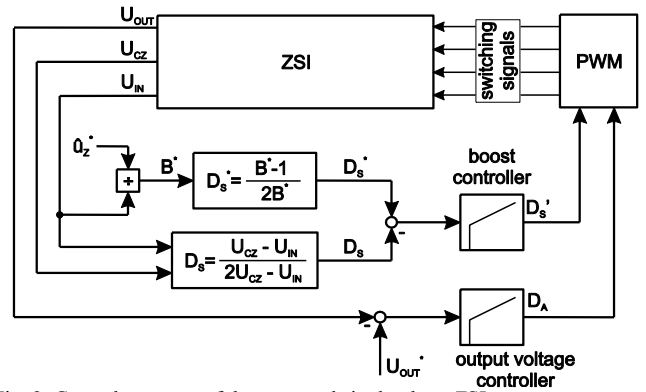 U_OUT
U_CZ
U_IN
ZSI
switching signals
PWM
û_Z*
+
B*
D_S* = (B*-1)/(2B*)
D_S*
-
boost
controller
D_S'
D_S = (U_CZ - U_IN)/(2U_CZ - U_IN)
D_S
-
U_OUT*
D_A
output voltage
controller